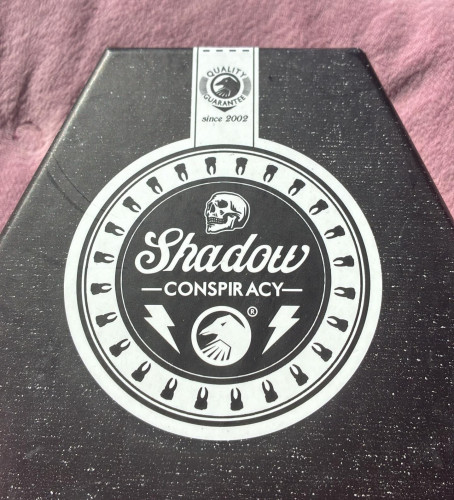 QUALITY
GUARANTEE
since 2002
Shadow
CONSPIRACY
®